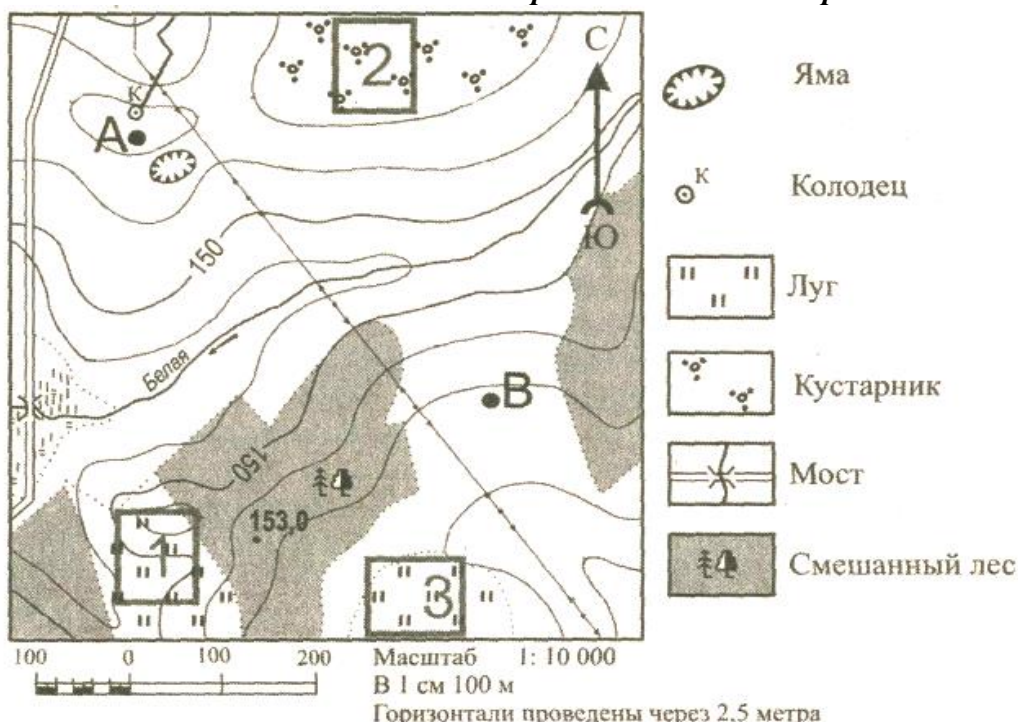 2
С
К
А
Яма
К
Колодец
Ю
150
Луг
Белая
Кустарник
В
150
Мост
153,0
1
3
Смешанный лес
100 0 100 200
Масштаб 1: 10 000
В 1 см 100 м
Горизонтали проведены через 2,5 метра